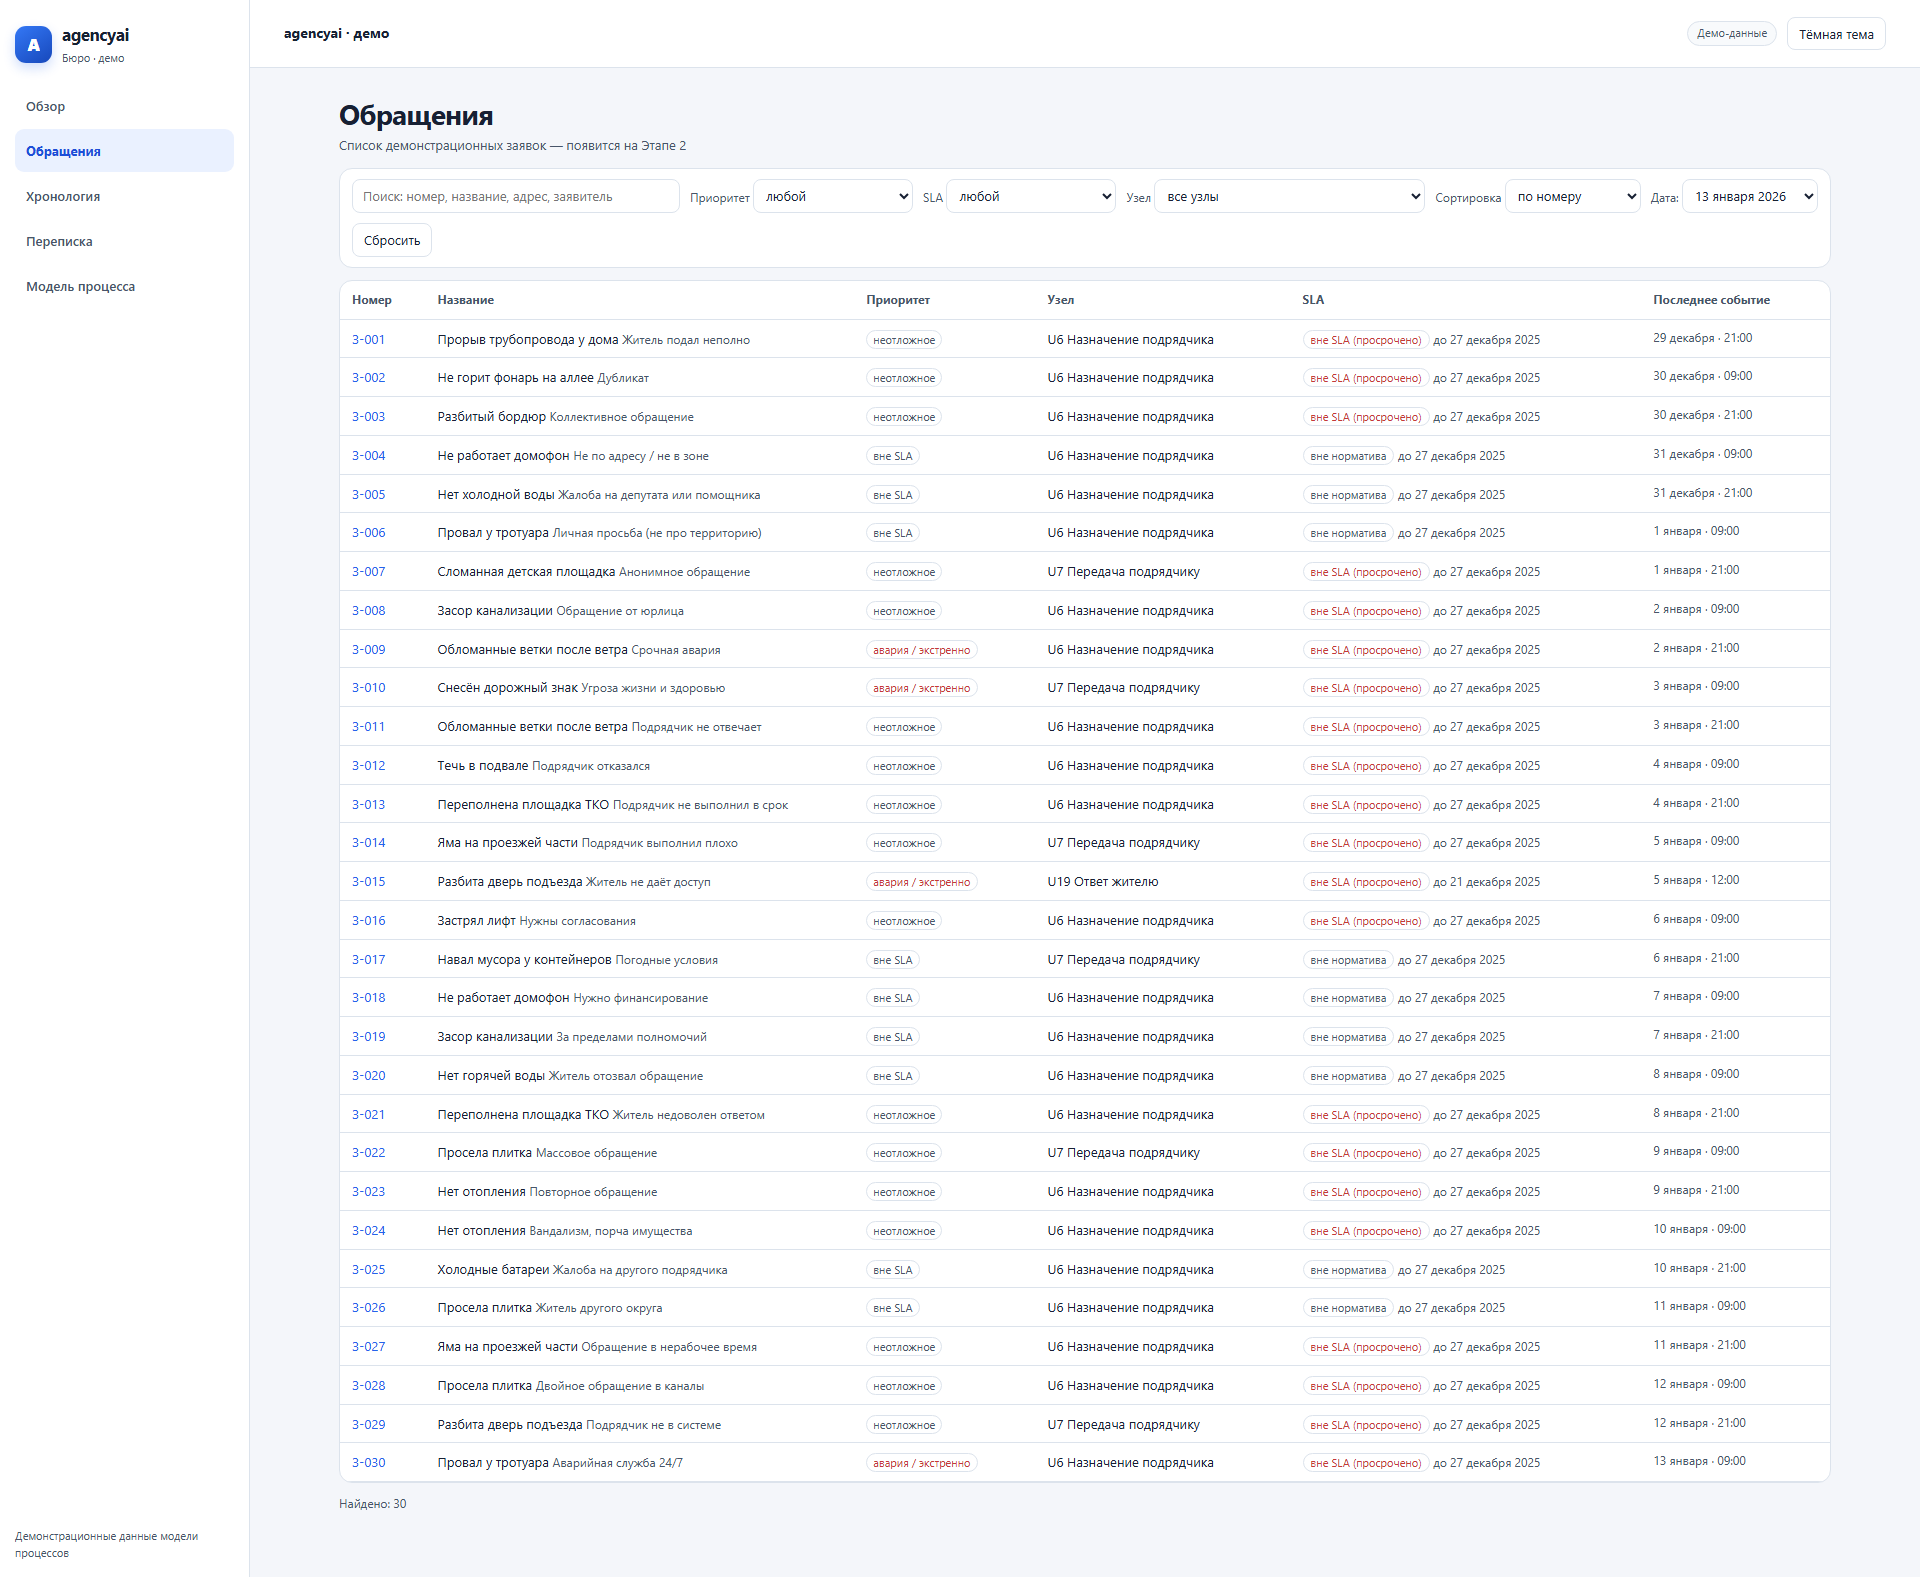 agencyai
Бюро · демо
agencyai · демо
Демо-данные
Тёмная тема
Обзор
Обращения
Хронология
Переписка
Модель процесса
Обращения
Список демонстрационных заявок — появится на Этапе 2
Поиск: номер, название, адрес, заявитель Приоритет любой SLA любой Узел все узлы Сортировка по номеру Дата: 13 января 2026
Сбросить
Номер Название Приоритет Узел SLA Последнее событие
З-001 Прорыв трубопровода у дома Житель подал неполно неотложное U6 Назначение подрядчика вне SLA (просрочено) до 27 декабря 2025 29 декабря · 21:00
З-002 Не горит фонарь на аллее Дубликат неотложное U6 Назначение подрядчика вне SLA (просрочено) до 27 декабря 2025 30 декабря · 09:00
З-003 Разбитый бордюр Коллективное обращение неотложное U6 Назначение подрядчика вне SLA (просрочено) до 27 декабря 2025 30 декабря · 21:00
З-004 Не работает домофон Не по адресу / не в зоне вне SLA U6 Назначение подрядчика вне норматива до 27 декабря 2025 31 декабря · 09:00
З-005 Нет холодной воды Жалоба на депутата или помощника вне SLA U6 Назначение подрядчика вне норматива до 27 декабря 2025 31 декабря · 21:00
З-006 Провал у тротуара Личная просьба (не про территорию) вне SLA U6 Назначение подрядчика вне норматива до 27 декабря 2025 1 января · 09:00
З-007 Сломанная детская площадка Анонимное обращение неотложное U7 Передача подрядчику вне SLA (просрочено) до 27 декабря 2025 1 января · 21:00
З-008 Засор канализации Обращение от юрлица неотложное U6 Назначение подрядчика вне SLA (просрочено) до 27 декабря 2025 2 января · 09:00
З-009 Обломанные ветки после ветра Срочная авария авария / экстренно U6 Назначение подрядчика вне SLA (просрочено) до 27 декабря 2025 2 января · 21:00
З-010 Снесён дорожный знак Угроза жизни и здоровью авария / экстренно U7 Передача подрядчику вне SLA (просрочено) до 27 декабря 2025 3 января · 09:00
З-011 Обломанные ветки после ветра Подрядчик не отвечает неотложное U6 Назначение подрядчика вне SLA (просрочено) до 27 декабря 2025 3 января · 21:00
З-012 Течь в подвале Подрядчик отказался неотложное U6 Назначение подрядчика вне SLA (просрочено) до 27 декабря 2025 4 января · 09:00
З-013 Переполнена площадка ТКО Подрядчик не выполнил в срок неотложное U6 Назначение подрядчика вне SLA (просрочено) до 27 декабря 2025 4 января · 21:00
З-014 Яма на проезжей части Подрядчик выполнил плохо неотложное U7 Передача подрядчику вне SLA (просрочено) до 27 декабря 2025 5 января · 09:00
З-015 Разбита дверь подъезда Житель не даёт доступ авария / экстренно U19 Ответ жителю вне SLA (просрочено) до 21 декабря 2025 5 января · 12:00
З-016 Застрял лифт Нужны согласования неотложное U6 Назначение подрядчика вне SLA (просрочено) до 27 декабря 2025 6 января · 09:00
З-017 Навал мусора у контейнеров Погодные условия вне SLA U7 Передача подрядчику вне норматива до 27 декабря 2025 6 января · 21:00
З-018 Не работает домофон Нужно финансирование вне SLA U6 Назначение подрядчика вне норматива до 27 декабря 2025 7 января · 09:00
З-019 Засор канализации За пределами полномочий вне SLA U6 Назначение подрядчика вне норматива до 27 декабря 2025 7 января · 21:00
З-020 Нет горячей воды Житель отозвал обращение вне SLA U6 Назначение подрядчика вне норматива до 27 декабря 2025 8 января · 09:00
З-021 Переполнена площадка ТКО Житель недоволен ответом неотложное U6 Назначение подрядчика вне SLA (просрочено) до 27 декабря 2025 8 января · 21:00
З-022 Просела плитка Массовое обращение неотложное U7 Передача подрядчику вне SLA (просрочено) до 27 декабря 2025 9 января · 09:00
З-023 Нет отопления Повторное обращение неотложное U6 Назначение подрядчика вне SLA (просрочено) до 27 декабря 2025 9 января · 21:00
З-024 Нет отопления Вандализм, порча имущества неотложное U6 Назначение подрядчика вне SLA (просрочено) до 27 декабря 2025 10 января · 09:00
З-025 Холодные батареи Жалоба на другого подрядчика вне SLA U6 Назначение подрядчика вне норматива до 27 декабря 2025 10 января · 21:00
З-026 Просела плитка Житель другого округа вне SLA U6 Назначение подрядчика вне норматива до 27 декабря 2025 11 января · 09:00
З-027 Яма на проезжей части Обращение в нерабочее время неотложное U6 Назначение подрядчика вне SLA (просрочено) до 27 декабря 2025 11 января · 21:00
З-028 Просела плитка Двойное обращение в каналы неотложное U6 Назначение подрядчика вне SLA (просрочено) до 27 декабря 2025 12 января · 09:00
З-029 Разбита дверь подъезда Подрядчик не в системе неотложное U7 Передача подрядчику вне SLA (просрочено) до 27 декабря 2025 12 января · 21:00
З-030 Провал у тротуара Аварийная служба 24/7 авария / экстренно U6 Назначение подрядчика вне SLA (просрочено) до 27 декабря 2025 13 января · 09:00
Найдено: 30
Демонстрационные данные модели
процессов